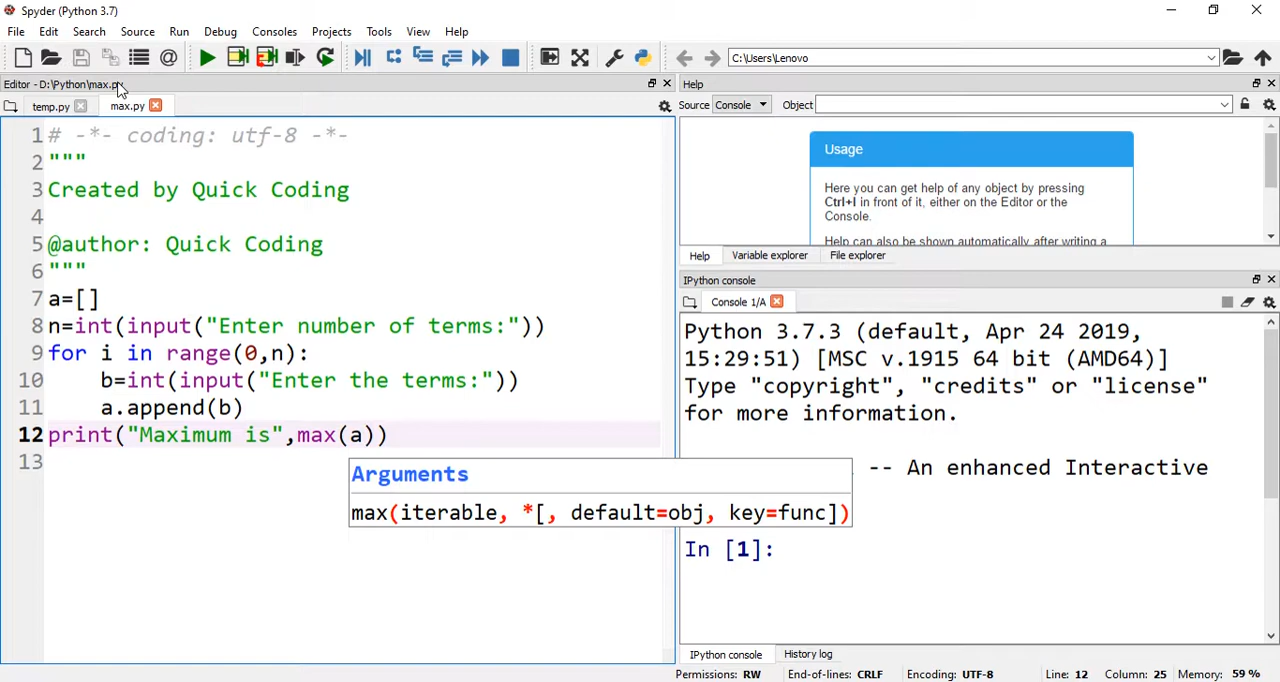 Spyder (Python 3.7)
File Edit Search Source Run Debug Consoles Projects Tools View Help
C:\Users\Lenovo
Editor - D:\Python\max.py
temp.py max.py
1 # -*- coding: utf-8 -*-
2 """
3 Created by Quick Coding
4
5 @author: Quick Coding
6 """
7 a=[]
8 n=int(input("Enter number of terms:"))
9 for i in range(0,n):
10 b=int(input("Enter the terms:"))
11 a.append(b)
12 print("Maximum is",max(a))
13
Arguments
max(iterable, *[, default=obj, key=func])
Help
Source Console Object
Usage
Here you can get help of any object by pressing
Ctrl+I in front of it, either on the Editor or the
Console.
Help can also be shown automatically after writing a
Help Variable explorer File explorer
IPython console
Console 1/A
Python 3.7.3 (default, Apr 24 2019,
15:29:51) [MSC v.1915 64 bit (AMD64)]
Type "copyright", "credits" or "license"
for more information.
-- An enhanced Interactive
In [1]:
IPython console History log
Permissions: RW End-of-lines: CRLF Encoding: UTF-8 Line: 12 Column: 25 Memory: 59 %